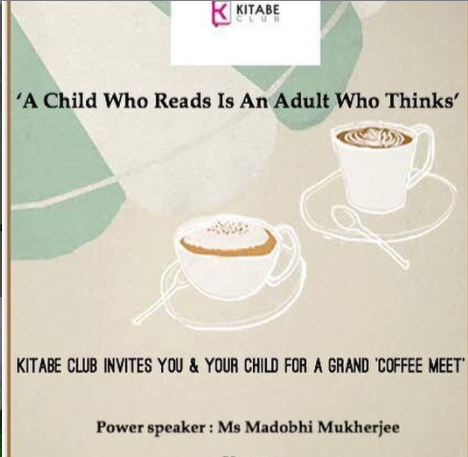 KITABE
CLUB
‘A Child Who Reads Is An Adult Who Thinks’
KITABE CLUB INVITES YOU & YOUR CHILD FOR A GRAND 'COFFEE MEET'
Power speaker : Ms Madobhi Mukherjee